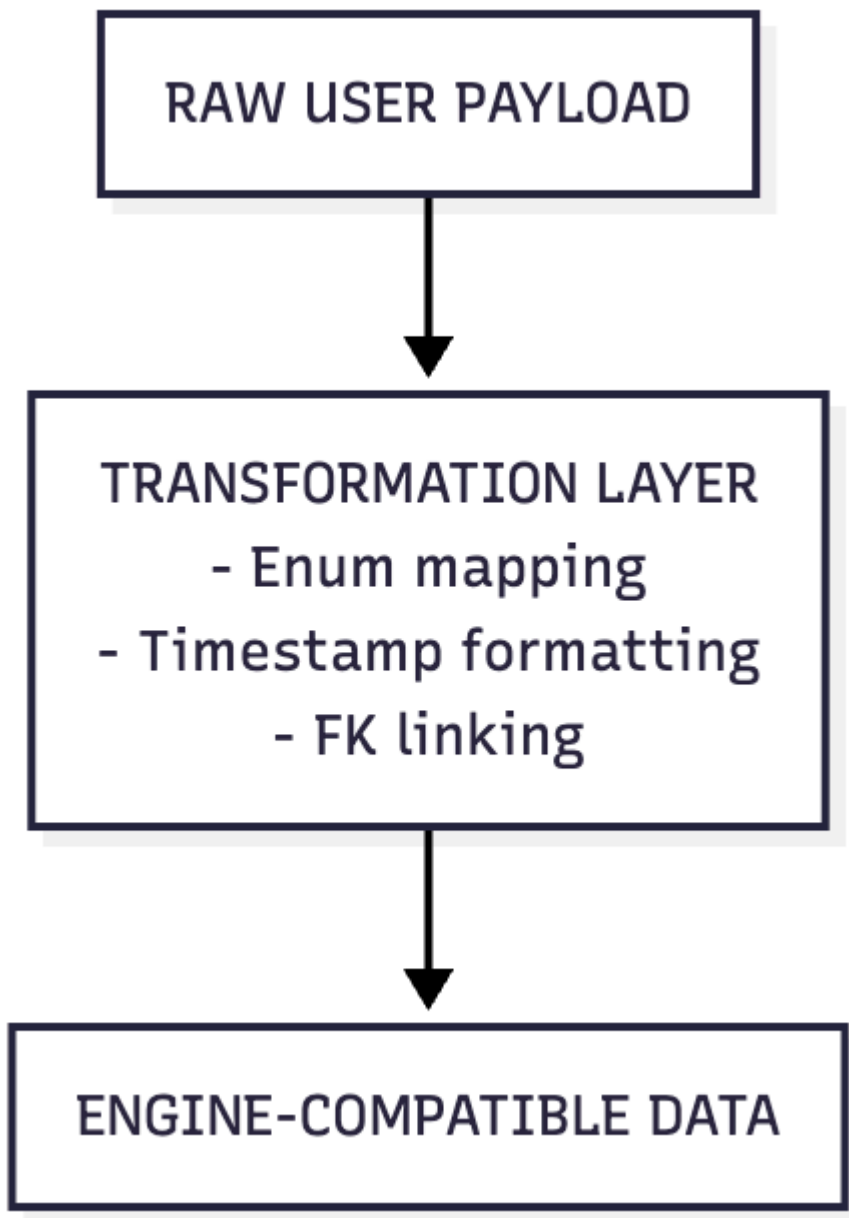 RAW USER PAYLOAD
TRANSFORMATION LAYER
- Enum mapping
- Timestamp formatting
- FK linking
ENGINE-COMPATIBLE DATA